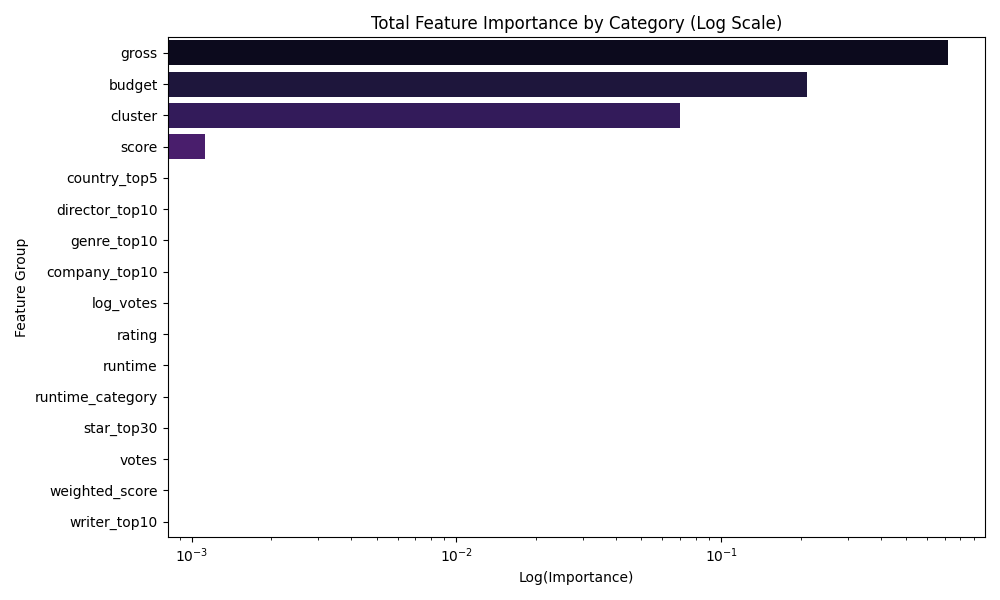 Total Feature Importance by Category (Log Scale)
gross
budget
cluster
score
country_top5
director_top10
genre_top10
company_top10
log_votes
rating
runtime
runtime_category
star_top30
votes
weighted_score
writer_top10
Feature Group
10⁻³ 10⁻² 10⁻¹
Log(Importance)